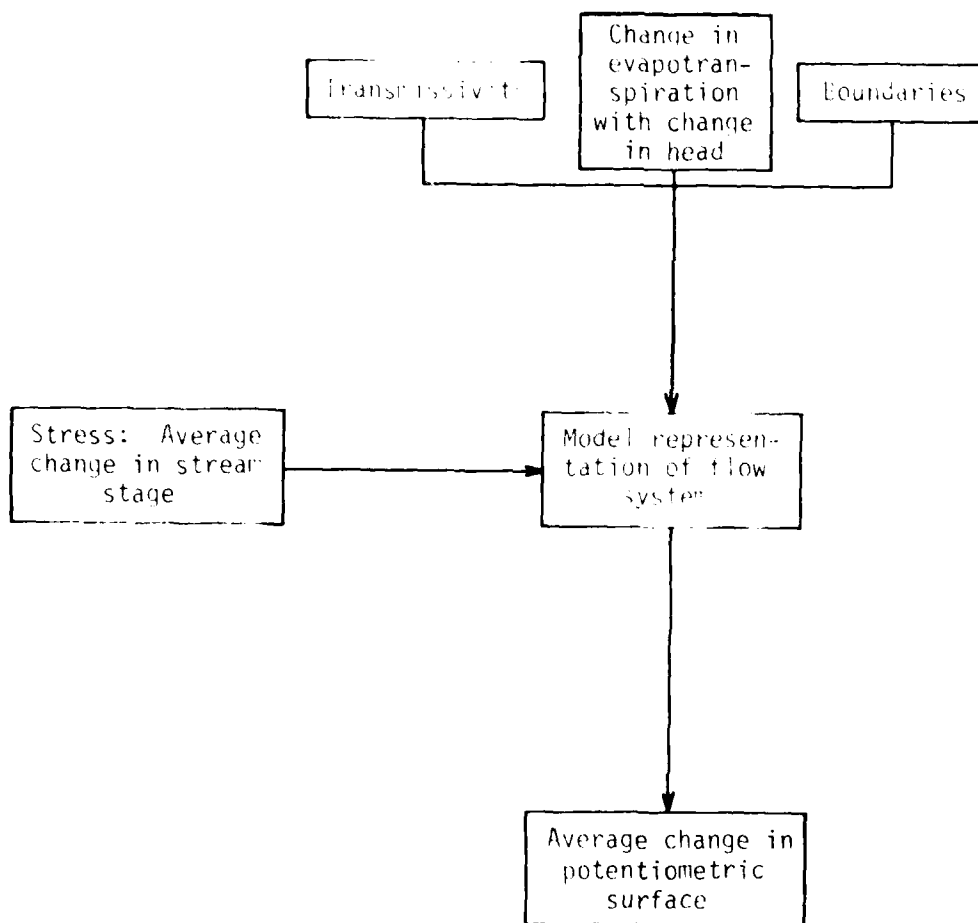 Change in
evapotran-
spiration
with change
in head
Transmissivity
Boundaries
Stress: Average
change in stream
stage
Model represen-
tation of flow
system
Average change in
potentiometric
surface